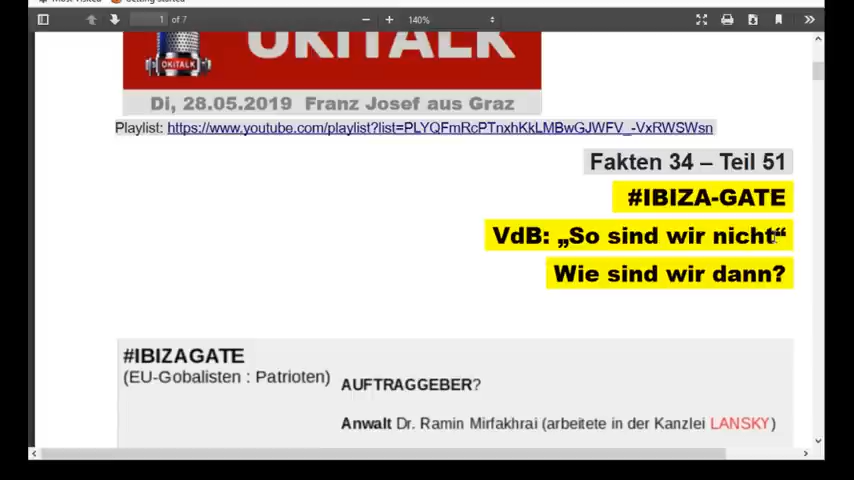 Getting Started
1 of 7
140%
OKITALK
OKiTALK
Di, 28.05.2019 Franz Josef aus Graz
Playlist: https://www.youtube.com/playlist?list=PLYQFmRcPTnxhKkLMBwGJWFV_-VxRWSWsn
Fakten 34 – Teil 51
#IBIZA-GATE
VdB: „So sind wir nicht“
Wie sind wir dann?
#IBIZAGATE
(EU-Gobalisten : Patrioten)
AUFTRAGGEBER?
Anwalt Dr. Ramin Mirfakhrai (arbeitete in der Kanzlei LANSKY)